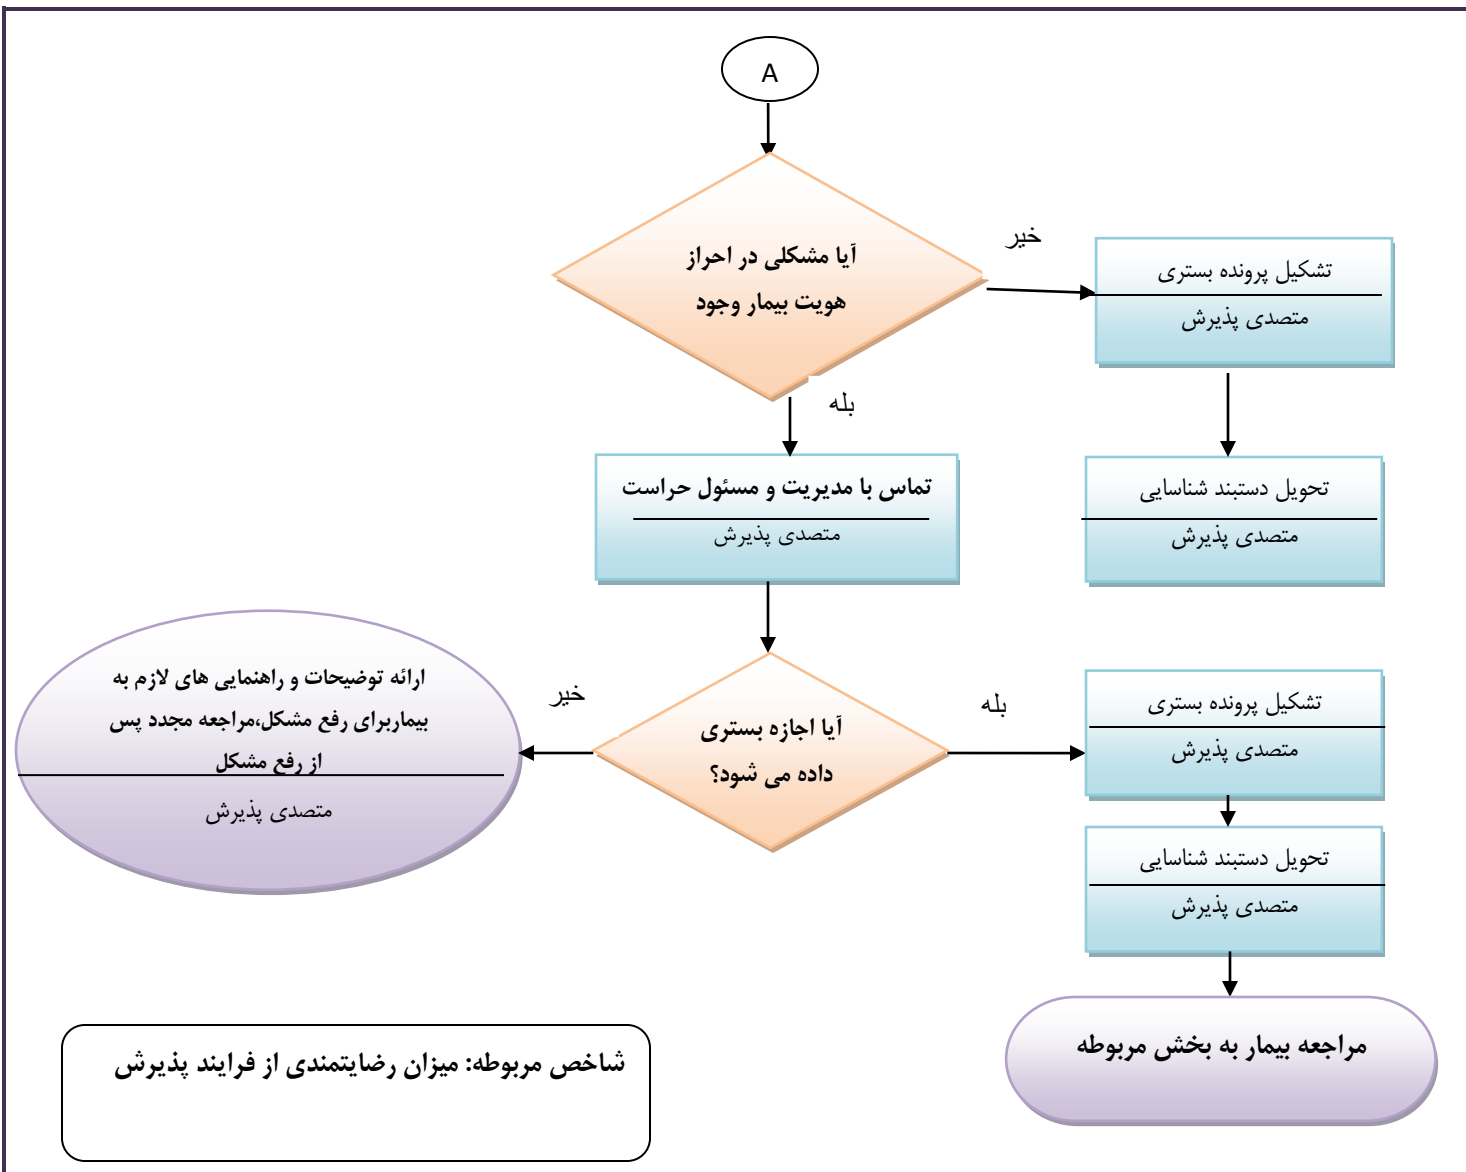 A
آیا مشکلی در احراز
هویت بیمار وجود
خیر
تشکیل پرونده بستری
متصدی پذیرش
بله
تماس با مدیریت و مسئول حراست
متصدی پذیرش
تحویل دستبند شناسایی
متصدی پذیرش
آیا اجازه بستری
داده می شود؟
خیر
ارائه توضیحات و راهنمایی های لازم به
بیماربرای رفع مشکل،مراجعه مجدد پس
از رفع مشکل
متصدی پذیرش
بله
تشکیل پرونده بستری
متصدی پذیرش
تحویل دستبند شناسایی
متصدی پذیرش
مراجعه بیمار به بخش مربوطه
شاخص مربوطه: میزان رضایتمندی از فرایند پذیرش